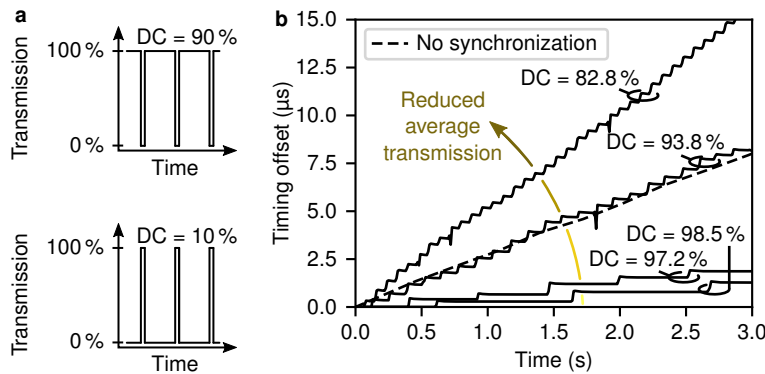 a
DC = 90 %
100 %
Transmission
0 %
Time
DC = 10 %
100 %
Transmission
0 %
Time
b
15.0
12.5
10.0
7.5
5.0
2.5
0.0
Timing offset (µs)
No synchronization
DC = 82.8 %
Reduced
average
transmission
DC = 93.8 %
DC = 98.5 %
DC = 97.2 %
0.0 0.5 1.0 1.5 2.0 2.5 3.0
Time (s)